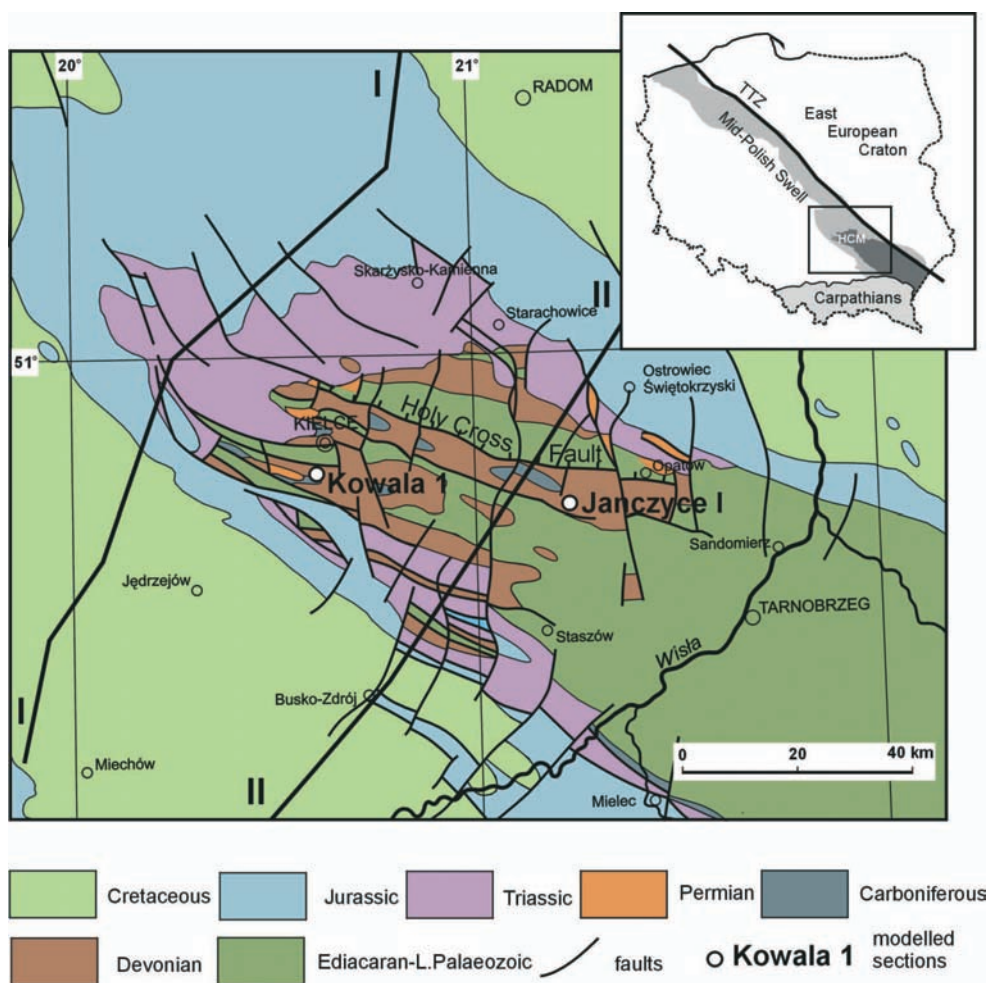 20°
21°
I
RADOM
TTZ
East
European
Craton
Mid-Polish Swell
HCM
Carpathians
Skarżysko-Kamienna
II
Starachowice
51°
Ostrowiec
Świętokrzyski
Holy Cross
Fault
KIELCE
Opatów
Kowala 1
Janczyce I
Sandomierz
Jędrzejów
TARNOBRZEG
Staszów
Wisła
Busko-Zdrój
I
Miechów
II
0 20 40 km
Mielec
Cretaceous
Jurassic
Triassic
Permian
Carboniferous
Devonian
Ediacaran-L.Palaeozoic
faults
Kowala 1
modelled
sections